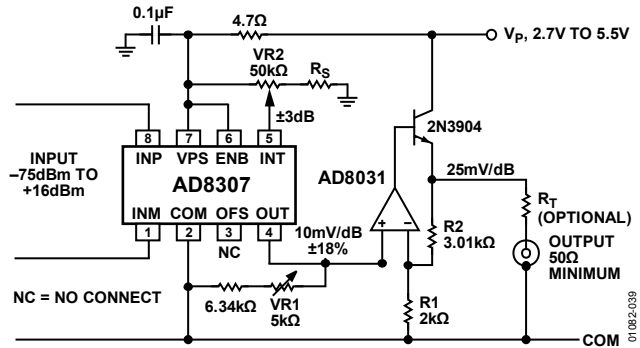 0.1µF
4.7Ω
V_P, 2.7V TO 5.5V
VR2
50kΩ
R_S
±3dB
2N3904
8
7
6
5
INP
VPS
ENB
INT
INPUT
–75dBm TO
+16dBm
AD8307
AD8031
25mV/dB
R_T
(OPTIONAL)
INM
COM
OFS
OUT
1
2
3
4
NC
10mV/dB
±18%
+
–
R2
3.01kΩ
OUTPUT
50Ω
MINIMUM
NC = NO CONNECT
6.34kΩ
VR1
5kΩ
R1
2kΩ
COM
01082-039